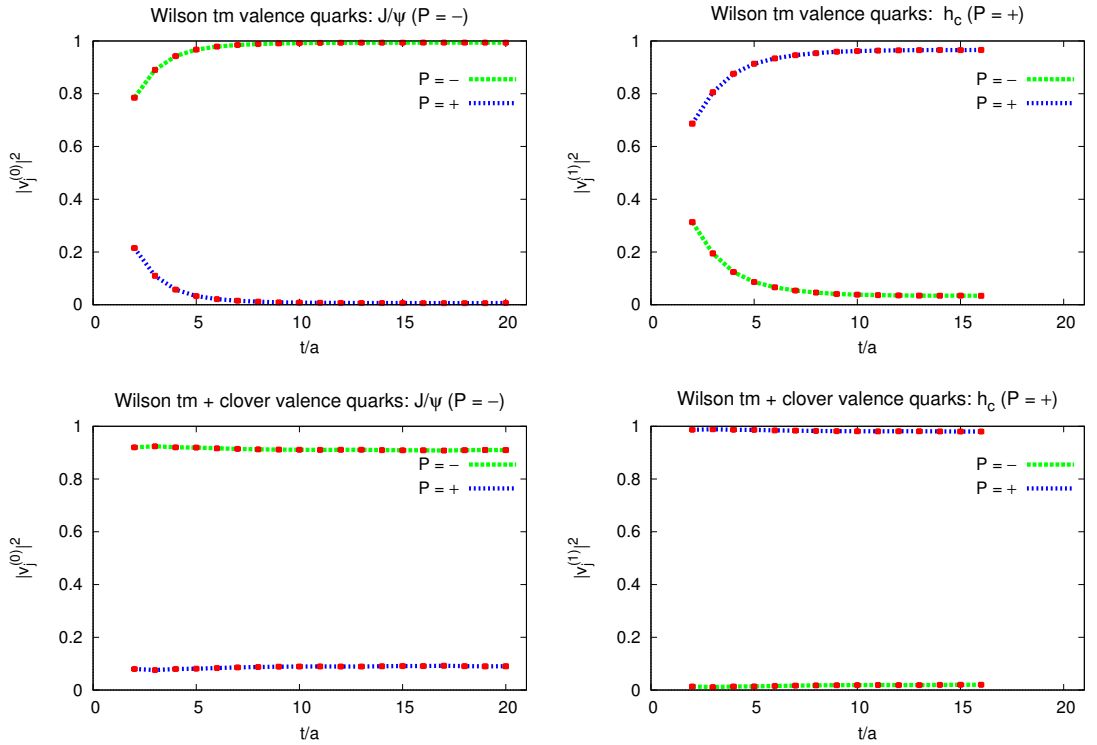 Wilson tm valence quarks: J/ψ (P = −)
1
0.8
0.6
0.4
0.2
0
|v_j^(0)|^2
P = −
P = +
0 5 10 15 20
t/a
Wilson tm valence quarks: h_c (P = +)
1
0.8
0.6
0.4
0.2
0
|v_j^(1)|^2
P = −
P = +
0 5 10 15 20
t/a
Wilson tm + clover valence quarks: J/ψ (P = −)
1
0.8
0.6
0.4
0.2
0
|v_j^(0)|^2
P = −
P = +
0 5 10 15 20
t/a
Wilson tm + clover valence quarks: h_c (P = +)
1
0.8
0.6
0.4
0.2
0
|v_j^(1)|^2
P = −
P = +
0 5 10 15 20
t/a